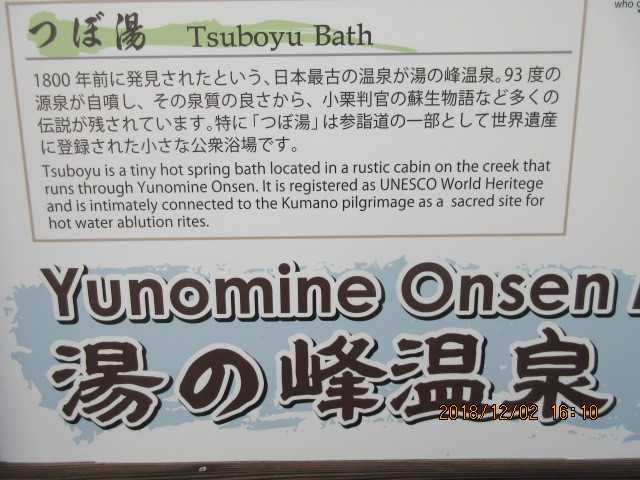 who
つぼ湯 Tsuboyu Bath
1800年前に発見されたという、日本最古の温泉が湯の峰温泉。93度の
源泉が自噴し、その泉質の良さから、小栗判官の蘇生物語など多くの
伝説が残されています。特に「つぼ湯」は参詣道の一部として世界遺産
に登録された小さな公衆浴場です。
Tsuboyu is a tiny hot spring bath located in a rustic cabin on the creek that
runs through Yunomine Onsen. It is registered as UNESCO World Heritege
and is intimately connected to the Kumano pilgrimage as a sacred site for
hot water ablution rites.
Yunomine Onsen
湯の峰温泉
2018/12/02 16:10